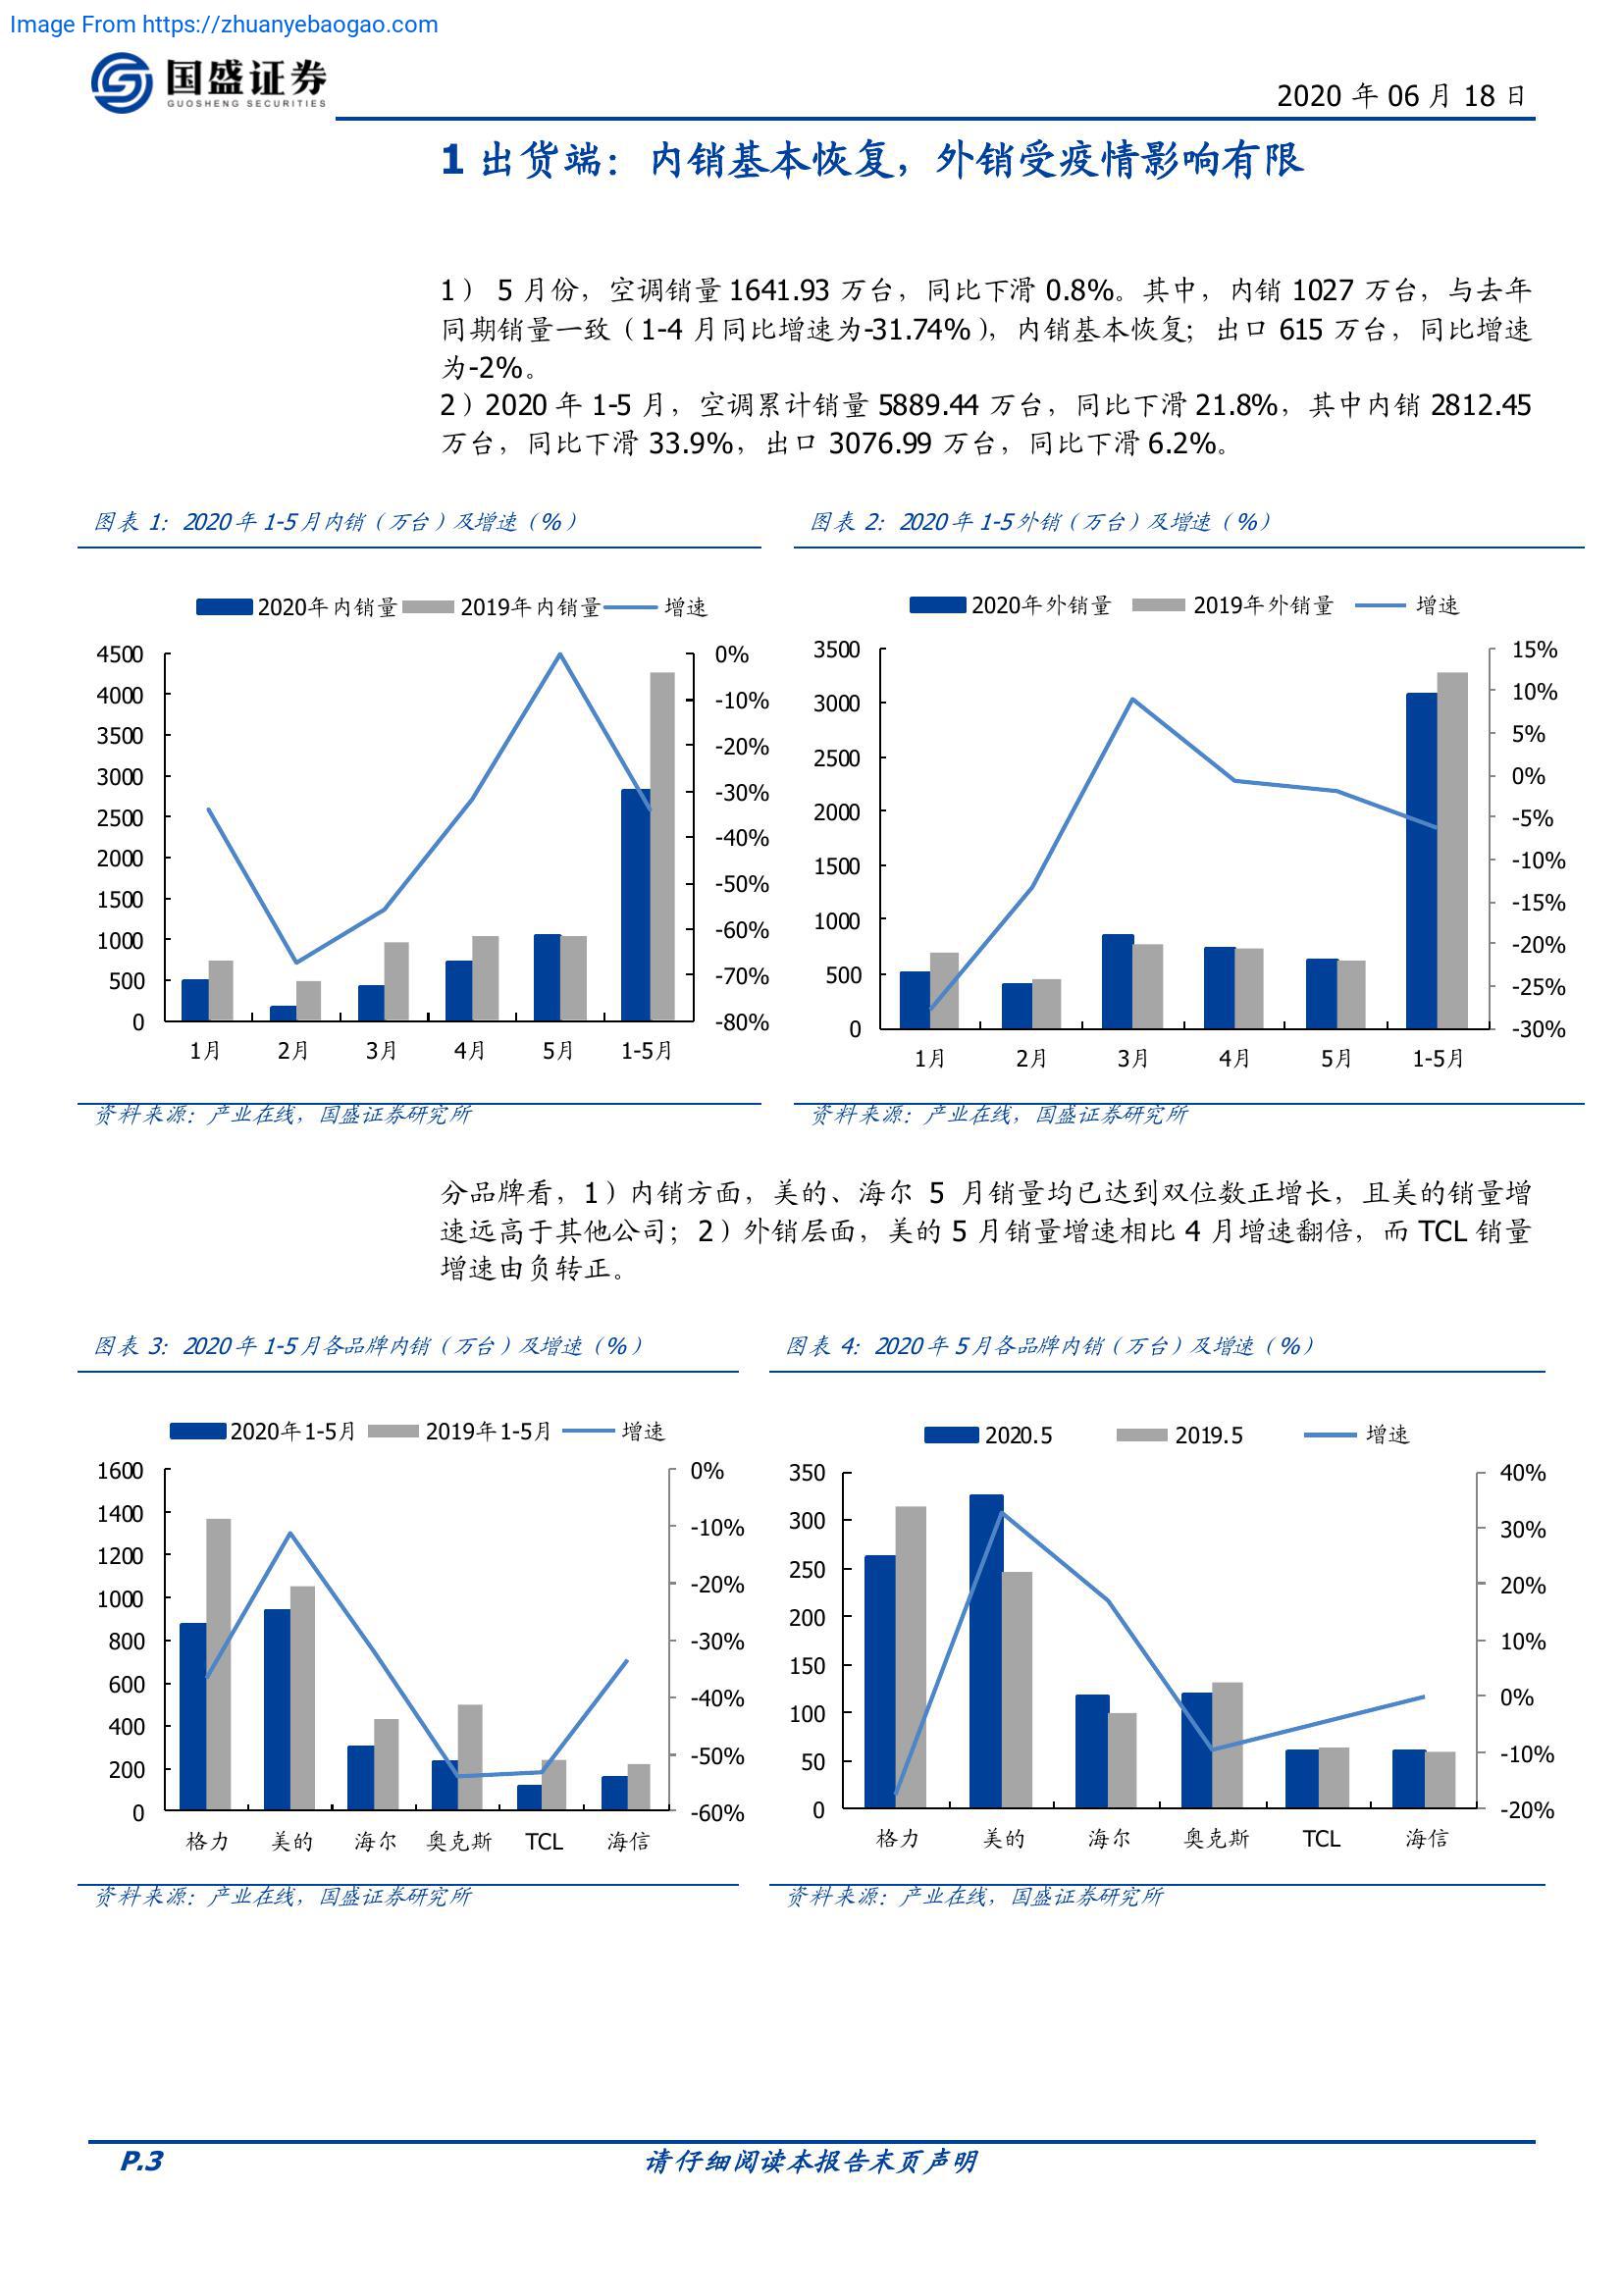 Image From https://zhuanyebaogao.com
国盛证券
GUOSHENG SECURITIES
2020 年 06 月 18 日
1 出货端：内销基本恢复，外销受疫情影响有限
1） 5 月份，空调销量 1641.93 万台，同比下滑 0.8%。其中，内销 1027 万台，与去年
同期销量一致（1-4 月同比增速为-31.74%），内销基本恢复；出口 615 万台，同比增速
为-2%。
2）2020 年 1-5 月，空调累计销量 5889.44 万台，同比下滑 21.8%，其中内销 2812.45
万台，同比下滑 33.9%，出口 3076.99 万台，同比下滑 6.2%。
图表 1：2020 年 1-5 月内销（万台）及增速（%）
2020年内销量 2019年内销量 增速
4500
4000
3500
3000
2500
2000
1500
1000
500
0
0%
-10%
-20%
-30%
-40%
-50%
-60%
-70%
-80%
1月 2月 3月 4月 5月 1-5月
资料来源：产业在线，国盛证券研究所
图表 2：2020 年 1-5 外销（万台）及增速（%）
2020年外销量 2019年外销量 增速
3500
3000
2500
2000
1500
1000
500
0
15%
10%
5%
0%
-5%
-10%
-15%
-20%
-25%
-30%
1月 2月 3月 4月 5月 1-5月
资料来源：产业在线，国盛证券研究所
分品牌看，1）内销方面，美的、海尔 5 月销量均已达到双位数正增长，且美的销量增
速远高于其他公司；2）外销层面，美的 5 月销量增速相比 4 月增速翻倍，而 TCL 销量
增速由负转正。
图表 3：2020 年 1-5 月各品牌内销（万台）及增速（%）
2020年1-5月 2019年1-5月 增速
1600
1400
1200
1000
800
600
400
200
0
0%
-10%
-20%
-30%
-40%
-50%
-60%
格力 美的 海尔 奥克斯 TCL 海信
资料来源：产业在线，国盛证券研究所
图表 4：2020 年 5 月各品牌内销（万台）及增速（%）
2020.5 2019.5 增速
350
300
250
200
150
100
50
0
40%
30%
20%
10%
0%
-10%
-20%
格力 美的 海尔 奥克斯 TCL 海信
资料来源：产业在线，国盛证券研究所
P.3
请仔细阅读本报告末页声明